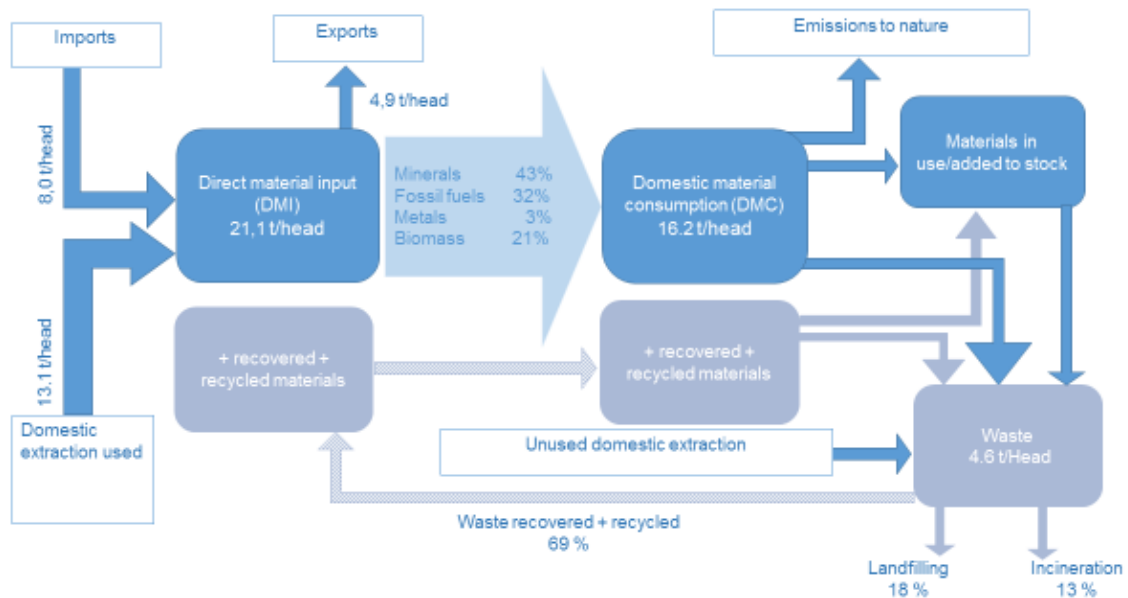 Imports
Exports
Emissions to nature
8,0 t/head
4,9 t/head
Direct material input
(DMI)
21,1 t/head
Minerals 43%
Fossil fuels 32%
Metals 3%
Biomass 21%
Domestic material
consumption (DMC)
16.2 t/head
Materials in
use/added to stock
13.1 t/head
+ recovered +
recycled materials
+ recovered +
recycled materials
Domestic
extraction used
Unused domestic extraction
Waste
4.6 t/Head
Waste recovered + recycled
69 %
Landfilling
18 %
Incineration
13 %